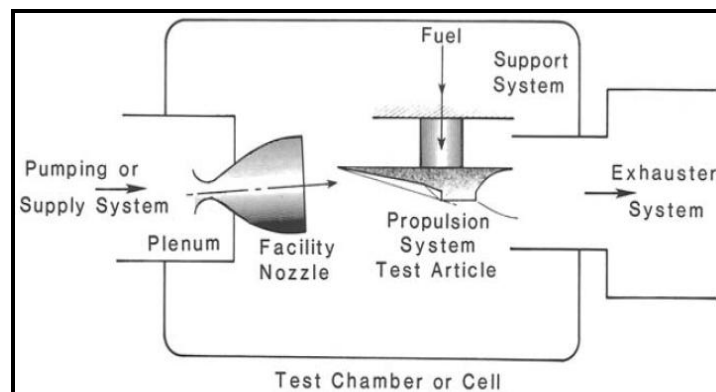 Fuel
Support
System
Pumping or
Supply System
Plenum
Facility
Nozzle
Propulsion
System
Test Article
Exhauster
System
Test Chamber or Cell